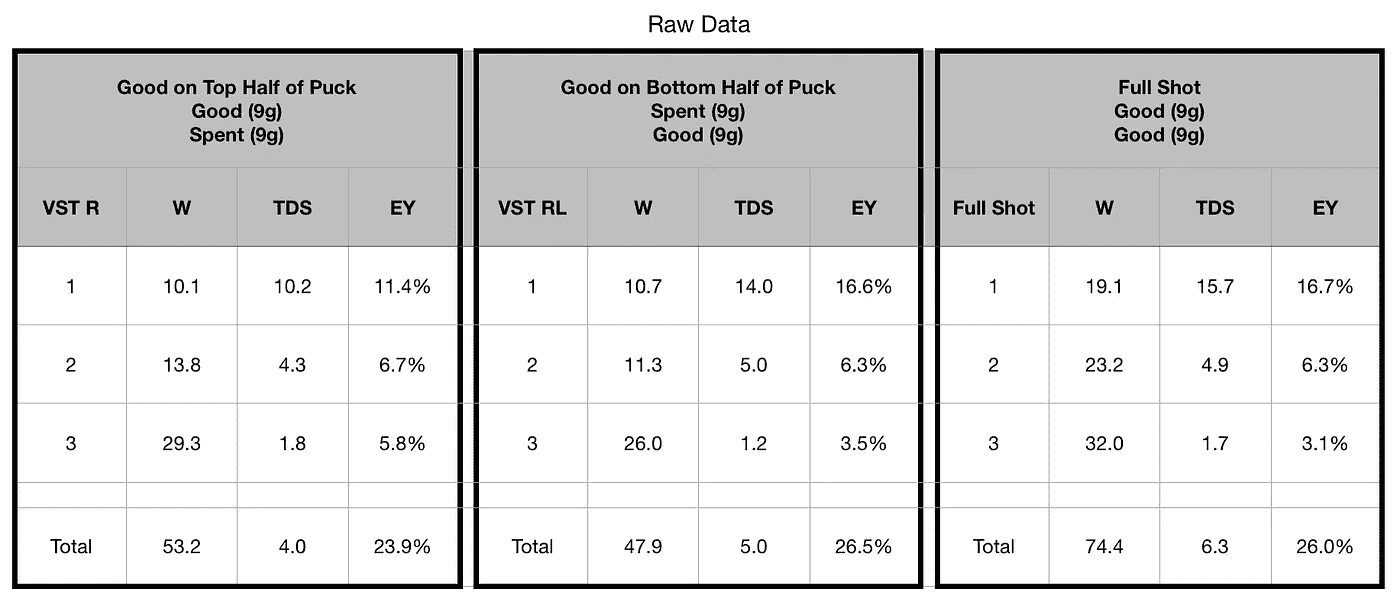 Raw Data
Good on Top Half of Puck
Good (9g)
Spent (9g)
VST R W TDS EY
1 10.1 10.2 11.4%
2 13.8 4.3 6.7%
3 29.3 1.8 5.8%
Total 53.2 4.0 23.9%
Good on Bottom Half of Puck
Spent (9g)
Good (9g)
VST RL W TDS EY
1 10.7 14.0 16.6%
2 11.3 5.0 6.3%
3 26.0 1.2 3.5%
Total 47.9 5.0 26.5%
Full Shot
Good (9g)
Good (9g)
Full Shot W TDS EY
1 19.1 15.7 16.7%
2 23.2 4.9 6.3%
3 32.0 1.7 3.1%
Total 74.4 6.3 26.0%